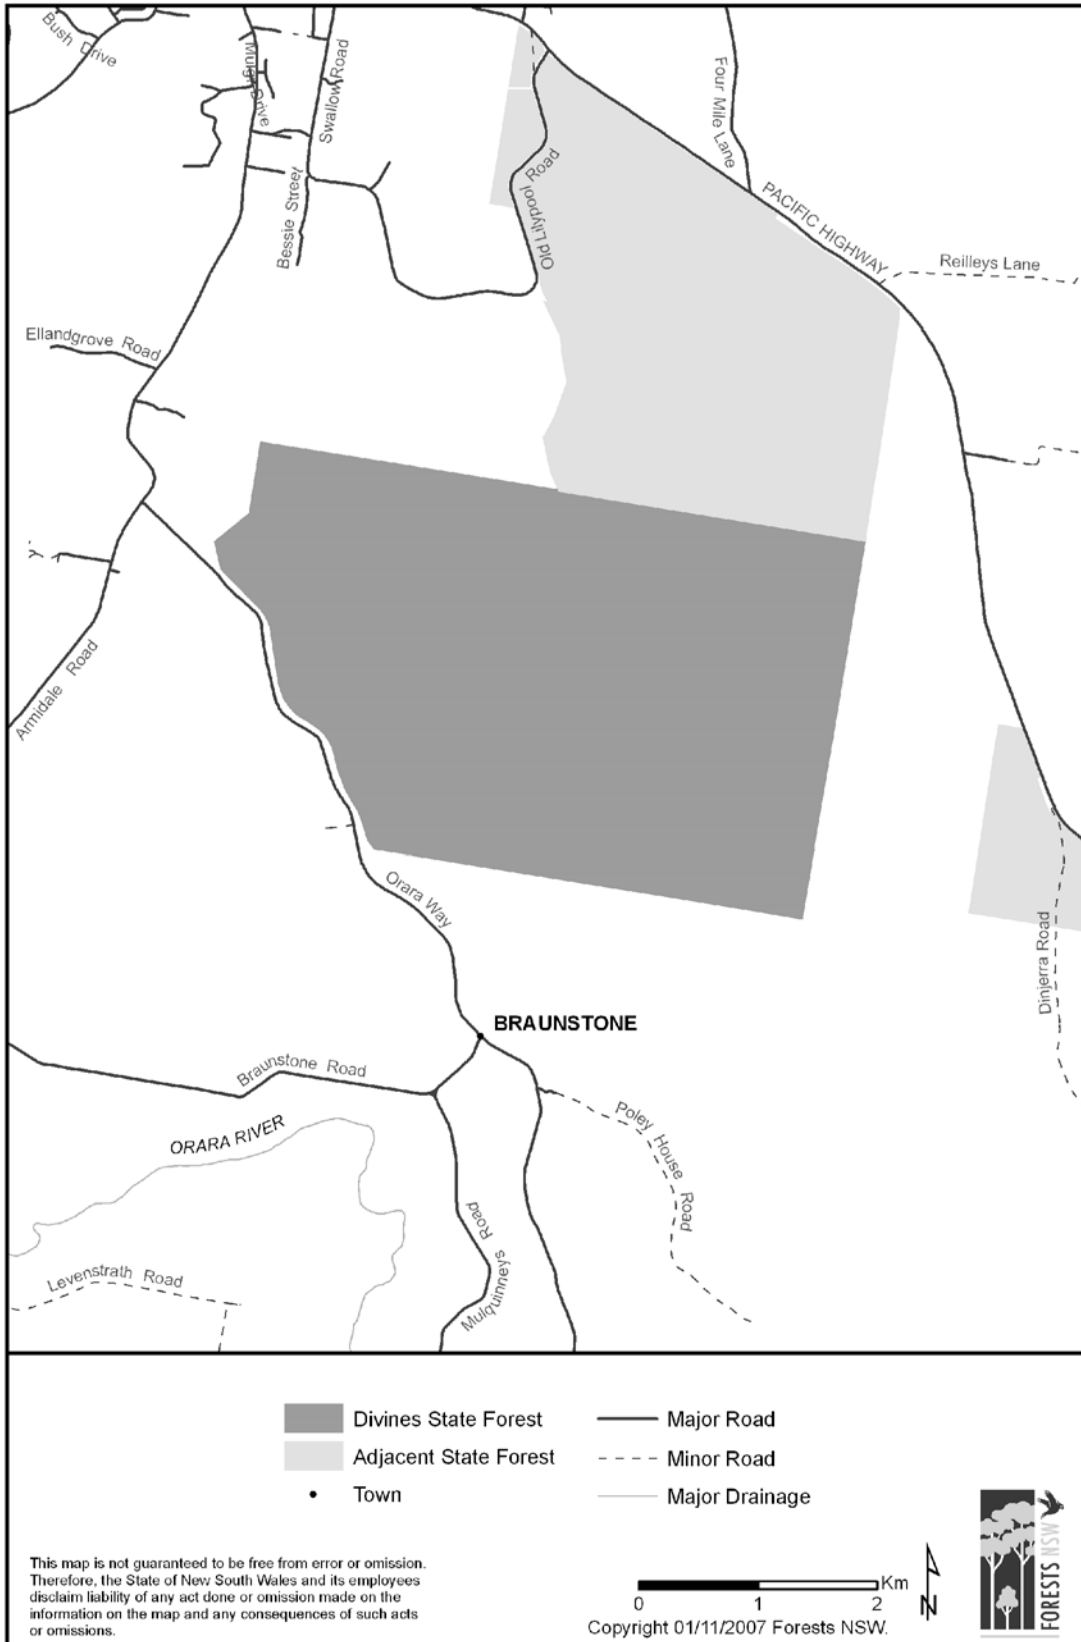 Bush Drive
Swallow Road
Bessie Street
Old Lilypool Road
Four Mile Lane
PACIFIC HIGHWAY
Reilleys Lane
Ellandgrove Road
Armidale Road
Orara Way
Dinjerra Road
BRAUNSTONE
Braunstone Road
ORARA RIVER
Poley House Road
Mulquinneys Road
Levenstrath Road
Divines State Forest
Adjacent State Forest
Town
Major Road
Minor Road
Major Drainage
This map is not guaranteed to be free from error or omission.
Therefore, the State of New South Wales and its employees
disclaim liability of any act done or omission made on the
information on the map and any consequences of such acts
or omissions.
Km
0 1 2
N
Copyright 01/11/2007 Forests NSW.
FORESTS NSW